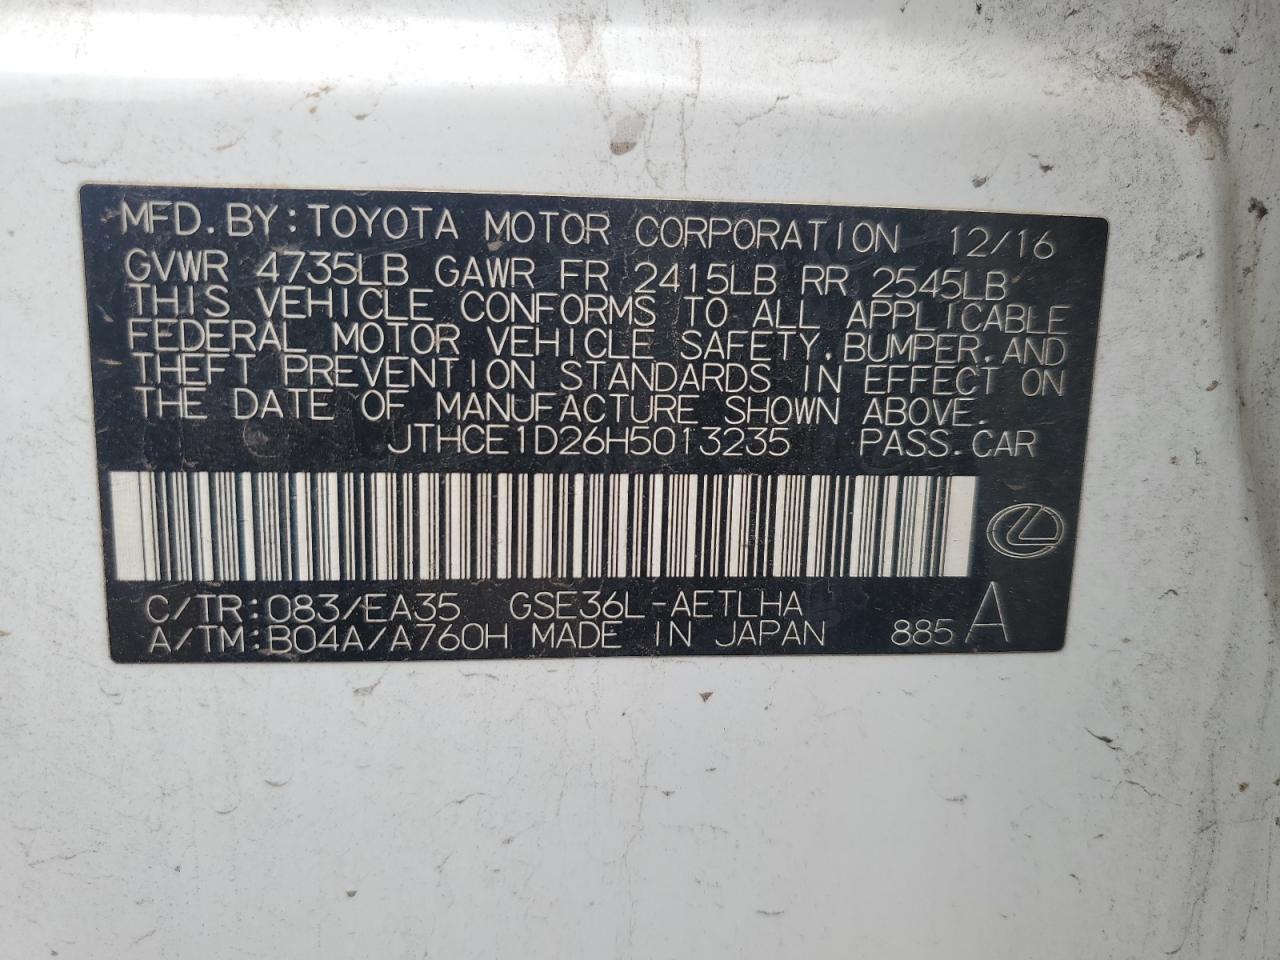 MFD. BY: TOYOTA MOTOR CORPORATION 12/16
GVWR 4735LB GAWR FR 2415LB RR 2545LB
THIS VEHICLE CONFORMS TO ALL APPLICABLE
FEDERAL MOTOR VEHICLE SAFETY, BUMPER, AND
THEFT PREVENTION STANDARDS IN EFFECT ON
THE DATE OF MANUFACTURE SHOWN ABOVE.
JTHCE1D26H5013235 PASS. CAR
C/TR: 083/EA35 GSE36L-AETLHA
A/TM: B04A/A760H MADE IN JAPAN 885 A